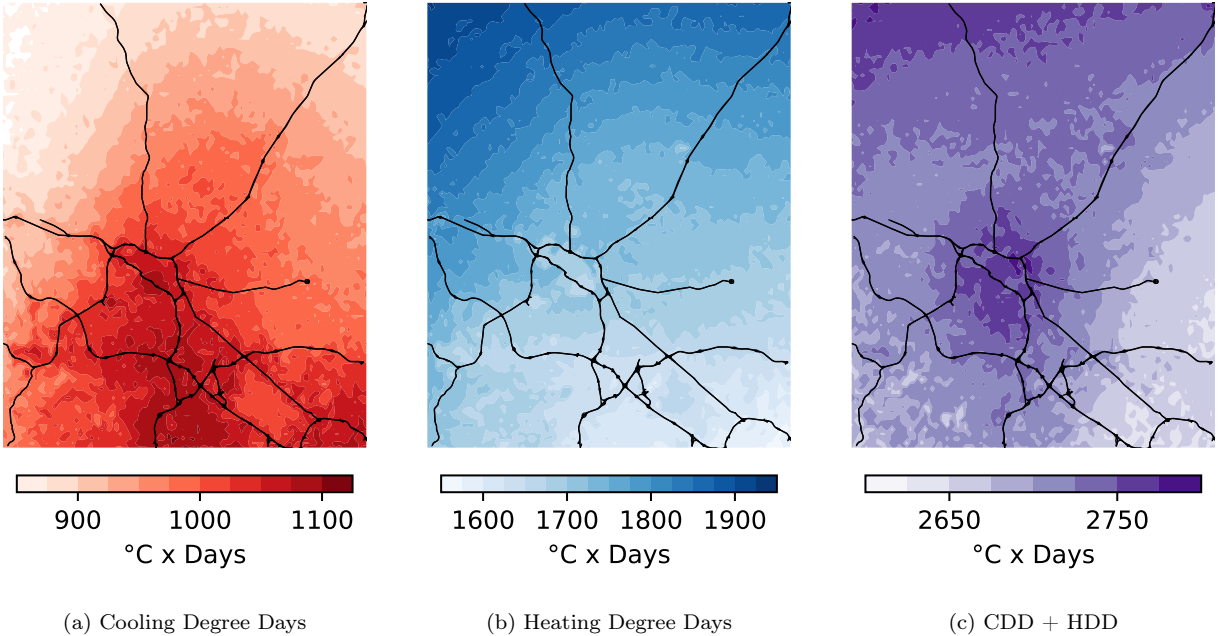 900 1000 1100
°C x Days
(a) Cooling Degree Days
1600 1700 1800 1900
°C x Days
(b) Heating Degree Days
2650 2750
°C x Days
(c) CDD + HDD